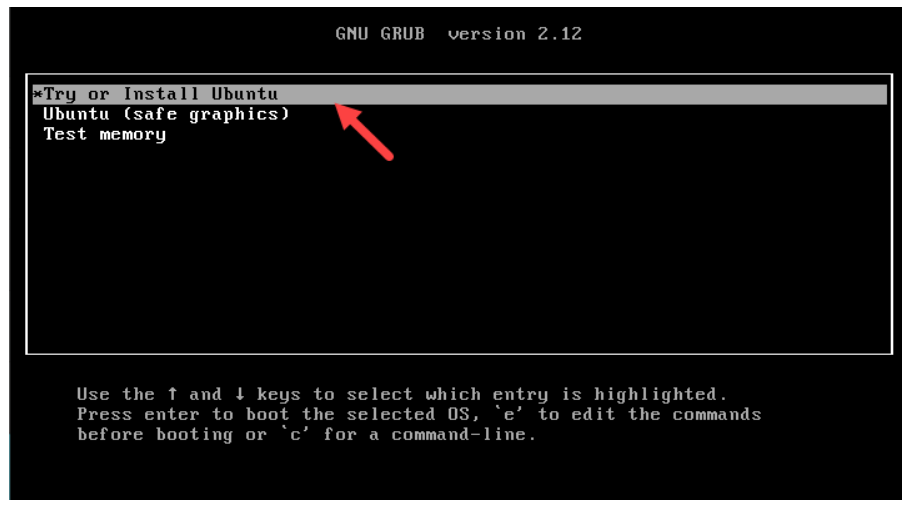 GNU GRUB  version 2.12
*Try or Install Ubuntu
Ubuntu (safe graphics)
Test memory
Use the ↑ and ↓ keys to select which entry is highlighted.
Press enter to boot the selected OS, `e' to edit the commands
before booting or `c' for a command-line.